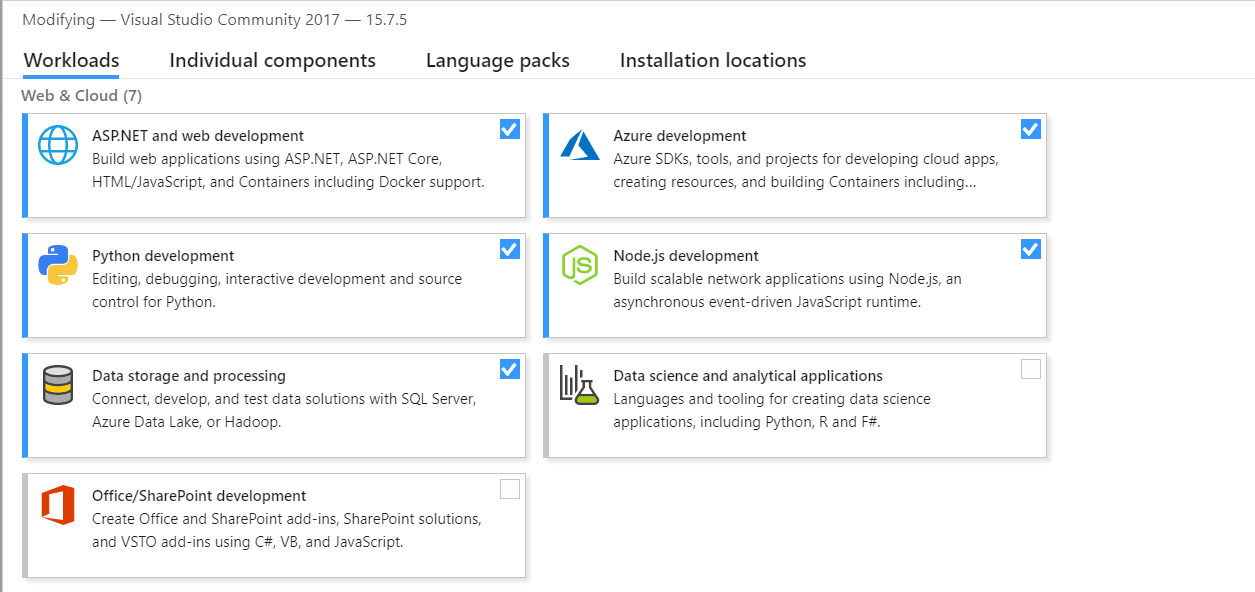 Modifying — Visual Studio Community 2017 — 15.7.5
Workloads Individual components Language packs Installation locations
Web & Cloud (7)
ASP.NET and web development
Build web applications using ASP.NET, ASP.NET Core,
HTML/JavaScript, and Containers including Docker support.
Azure development
Azure SDKs, tools, and projects for developing cloud apps,
creating resources, and building Containers including...
Python development
Editing, debugging, interactive development and source
control for Python.
Node.js development
Build scalable network applications using Node.js, an
asynchronous event-driven JavaScript runtime.
Data storage and processing
Connect, develop, and test data solutions with SQL Server,
Azure Data Lake, or Hadoop.
Data science and analytical applications
Languages and tooling for creating data science
applications, including Python, R and F#.
Office/SharePoint development
Create Office and SharePoint add-ins, SharePoint solutions,
and VSTO add-ins using C#, VB, and JavaScript.